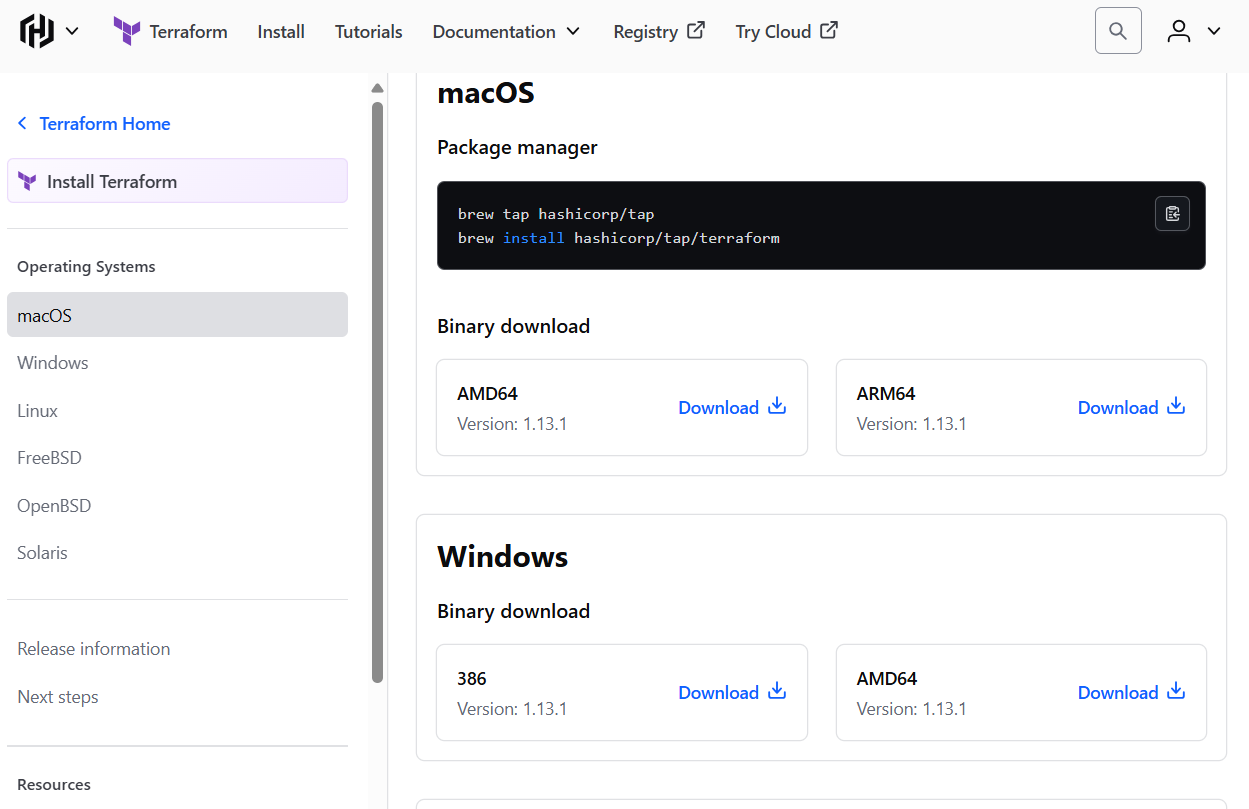 Terraform Install Tutorials Documentation Registry Try Cloud
Terraform Home
Install Terraform
Operating Systems
macOS
Windows
Linux
FreeBSD
OpenBSD
Solaris
Release information
Next steps
Resources
macOS
Package manager
brew tap hashicorp/tap
brew install hashicorp/tap/terraform
Binary download
AMD64
Version: 1.13.1
Download
ARM64
Version: 1.13.1
Download
Windows
Binary download
386
Version: 1.13.1
Download
AMD64
Version: 1.13.1
Download